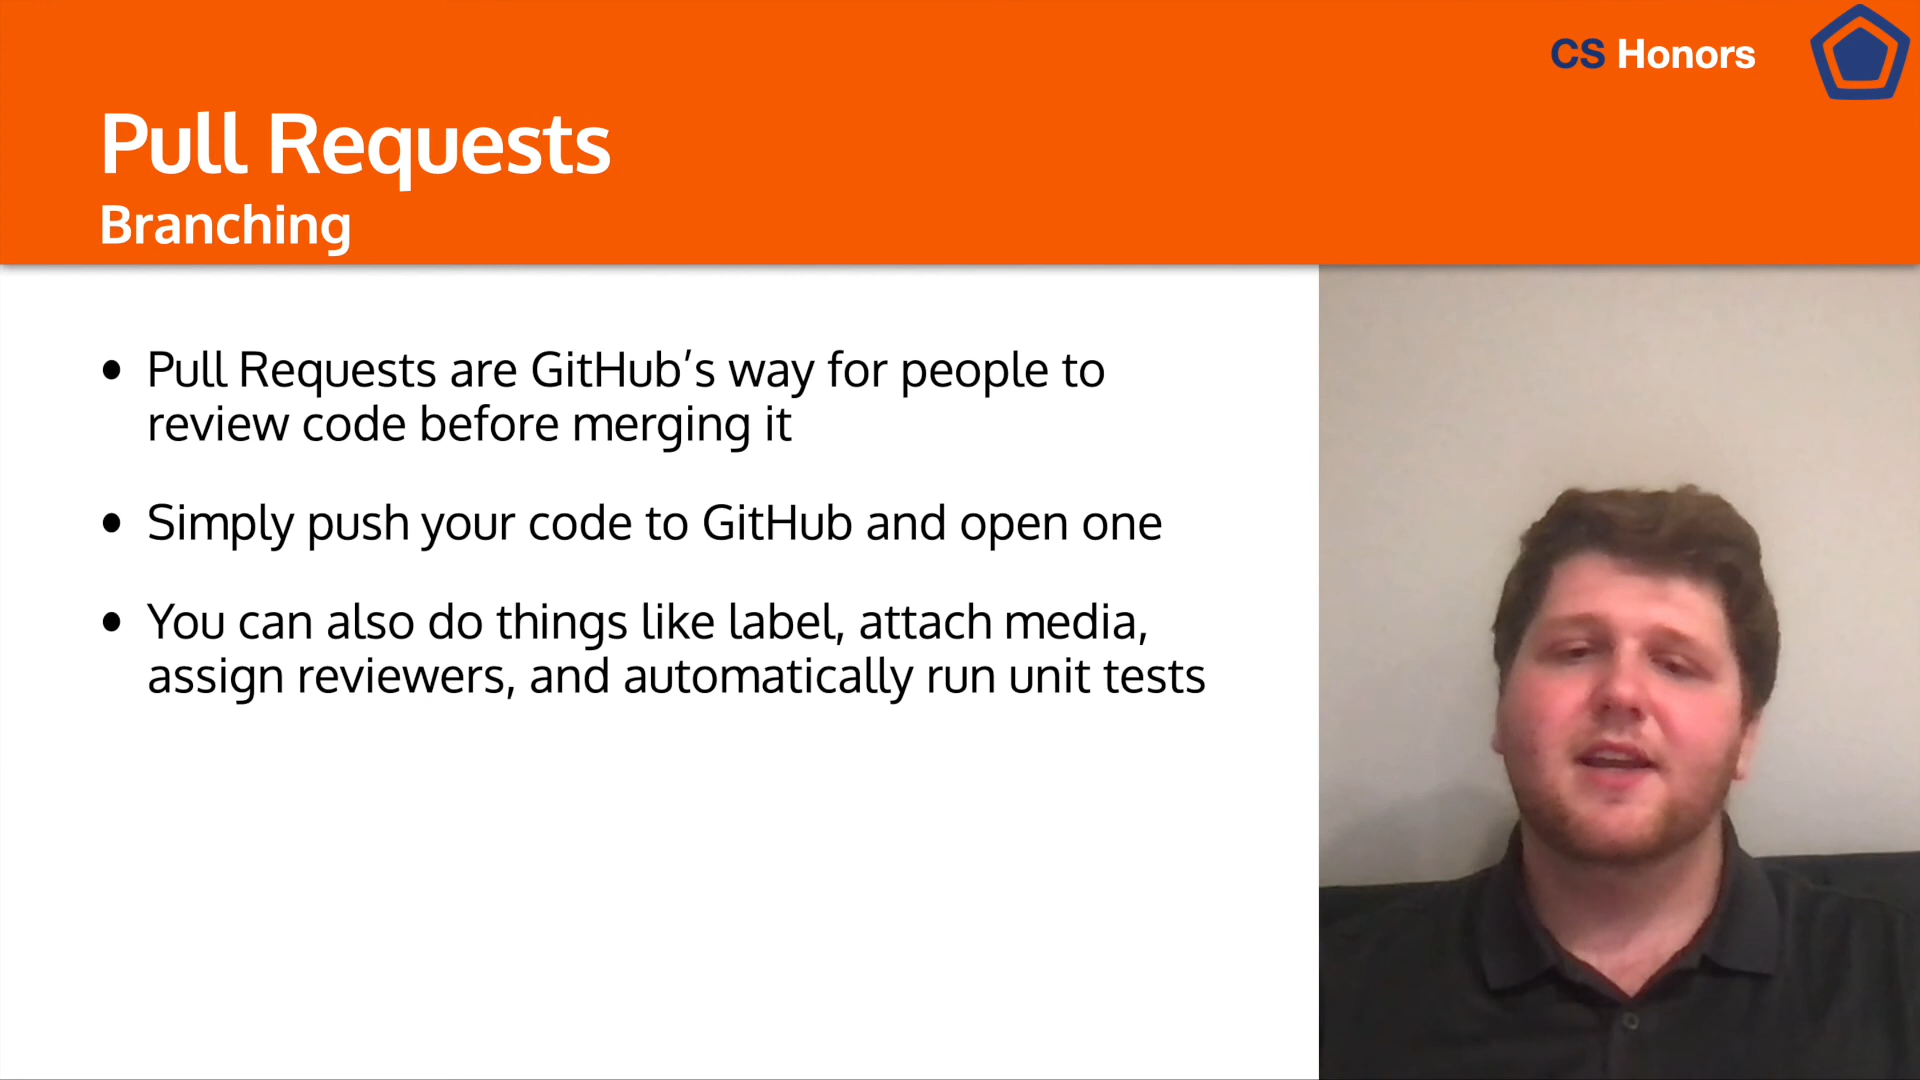 CS Honors
Pull Requests
Branching
• Pull Requests are GitHub’s way for people to
review code before merging it
• Simply push your code to GitHub and open one
• You can also do things like label, attach media,
assign reviewers, and automatically run unit tests